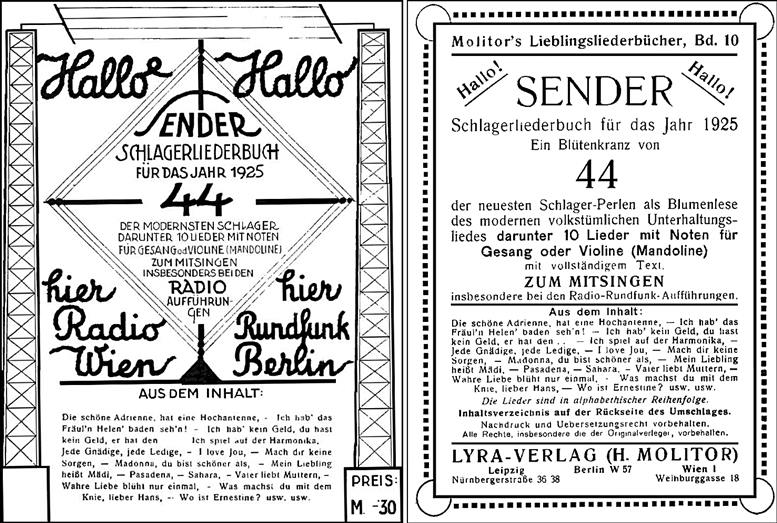 Hallo Hallo
SENDER
SCHLAGERLIEDERBUCH
FÜR DAS JAHR 1925
44
DER MODERNSTEN SCHLAGER
DARUNTER 10 LIEDER MIT NOTEN
FÜR GESANG od VIOLINE (MANDOLINE)
ZUM MITSINGEN
INSBESONDERS BEI DEN
RADIO
AUFFÜHRUN-
GEN
hier hier
Radio Rundfunk
Wien Berlin
AUS DEM INHALT:
Die schöne Adrienne, hat eine Hochantenne, - Ich hab' das
Fräul'n Helen' baden seh'n! - Ich hab' kein Geld, du hast
kein Geld, er hat den Ich spiel auf der Harmonika,
Jede Gnädige, jede Ledige, - I love Jou, — Mach dir keine
Sorgen, — Madonna, du bist schöner als, - Mein Liebling
heißt Mädi, — Pasadena, — Sahara, - Vater liebt Muttern, -
Wahre Liebe blüht nur einmal, - Was machst du mit dem
Knie, lieber Hans, -- Wo ist Ernestine? usw. usw.
PREIS:
M. -.30
Molitor's Lieblingsliederbücher, Bd. 10
Hallo! Hallo!
SENDER
Schlagerliederbuch für das Jahr 1925
Ein Blütenkranz von
44
der neuesten Schlager-Perlen als Blumenlese
des modernen volkstümlichen Unterhaltungs-
liedes darunter 10 Lieder mit Noten für
Gesang oder Violine (Mandoline)
mit vollständigem Text.
ZUM MITSINGEN
insbesondere bei den Radio-Rundfunk-Aufführungen.
Aus dem Inhalt:
Die schöne Adrienne, hat eine Hochantenne, — Ich hab' das
Fräul'n Helen' baden seh'n! — Ich hab' kein Geld, du hast
kein Geld, er hat den . . — Ich spiel auf der Harmonika, —
Jede Gnädige, jede Ledige, — I love Jou, — Mach dir keine
Sorgen, — Madonna, du bist schöner als, — Mein Liebling
heißt Mädi, — Pasadena, — Sahara, - Vater liebt Muttern, —
Wahre Liebe blüht nur einmal, - Was machst du mit dem
Knie, lieber Hans, — Wo ist Ernestine? usw. usw.
Die Lieder sind in alphabethischer Reihenfolge.
Inhaltsverzeichnis auf der Rückseite des Umschlages.
Nachdruck und Uebersetzungsrecht vorbehalten.
Alle Rechte, insbesondere die der Originalverleger, vorbehalten.
LYRA-VERLAG (H. MOLITOR)
Leipzig Berlin W 57 Wien I
Nürnbergerstraße 36 38 Weihburggasse 18